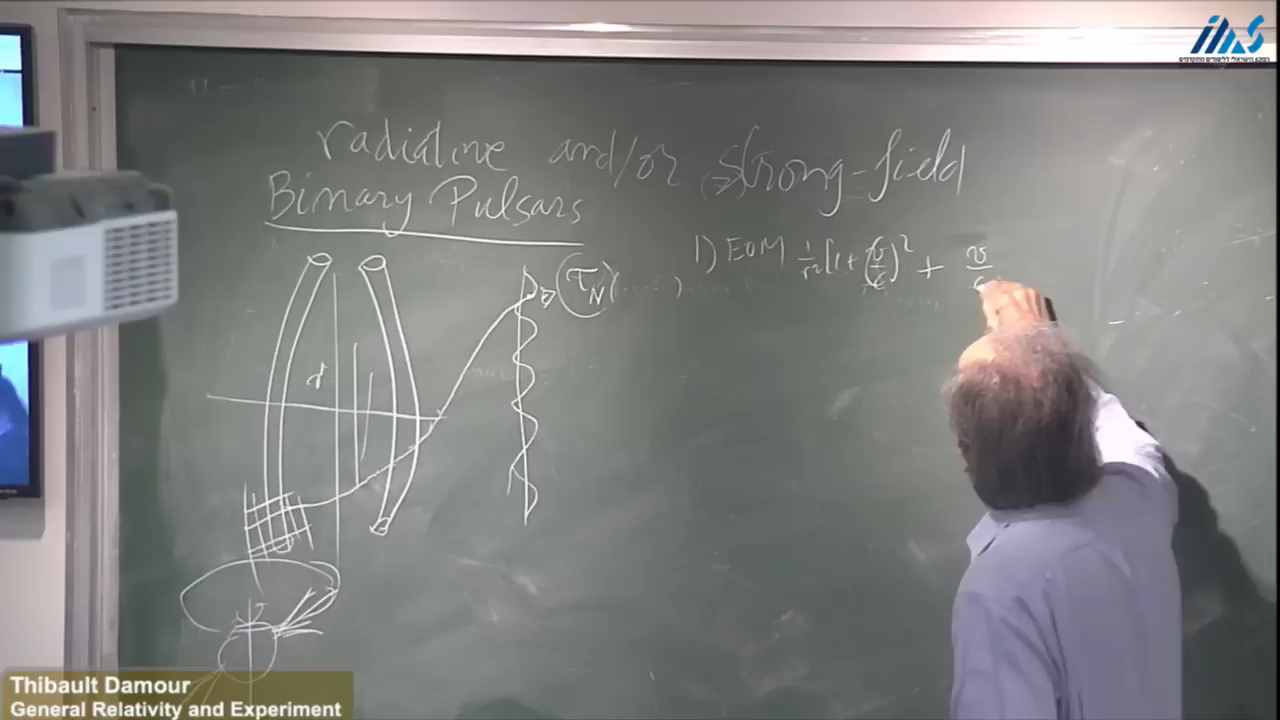 radiative and/or strong-field
Binary Pulsars
1) EOM 1/r² [1 + (v/c)² + v/c
(τ_N(.....)
d
Thibault Damour
General Relativity and Experiment